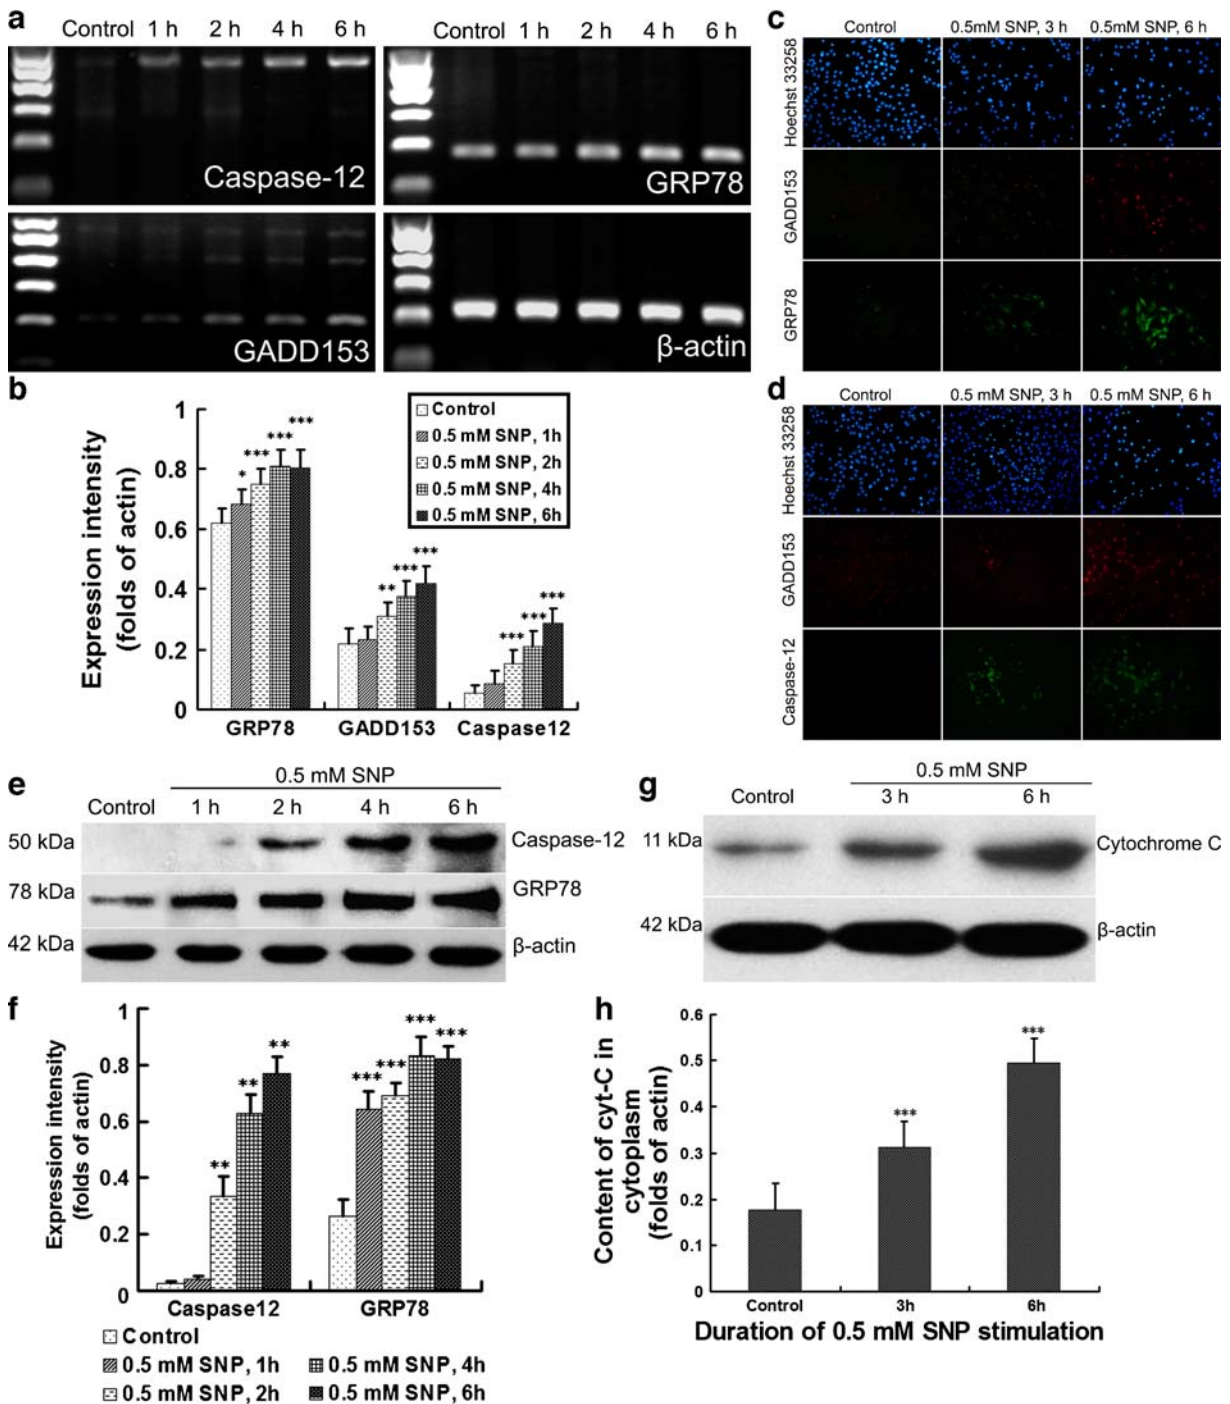 a
Control 1 h 2 h 4 h 6 h
Control 1 h 2 h 4 h 6 h
Caspase-12
GRP78
GADD153
β-actin
b
1
0.8
0.6
0.4
0.2
0
Expression intensity
(folds of actin)
* *** *** ***
** *** ***
*** *** ***
Control
0.5 mM SNP, 1h
0.5 mM SNP, 2h
0.5 mM SNP, 4h
0.5 mM SNP, 6h
GRP78 GADD153 Caspase12
c
Control 0.5mM SNP, 3 h 0.5mM SNP, 6 h
Hoechst 33258
GADD153
GRP78
d
Control 0.5 mM SNP, 3 h 0.5 mM SNP, 6 h
Hoechst 33258
GADD153
Caspase-12
e
0.5 mM SNP
Control 1 h 2 h 4 h 6 h
50 kDa Caspase-12
78 kDa GRP78
42 kDa β-actin
f
1
0.8
0.6
0.4
0.2
0
Expression intensity
(folds of actin)
** ** **
*** *** *** ***
Caspase12 GRP78
Control
0.5 mM SNP, 1h 0.5 mM SNP, 4h
0.5 mM SNP, 2h 0.5 mM SNP, 6h
g
0.5 mM SNP
Control 3 h 6 h
11 kDa Cytochrome C
42 kDa β-actin
h
0.6
0.5
0.4
0.3
0.2
0.1
0
Content of cyt-C in
cytoplasm
(folds of actin)
*** ***
Control 3h 6h
Duration of 0.5 mM SNP stimulation